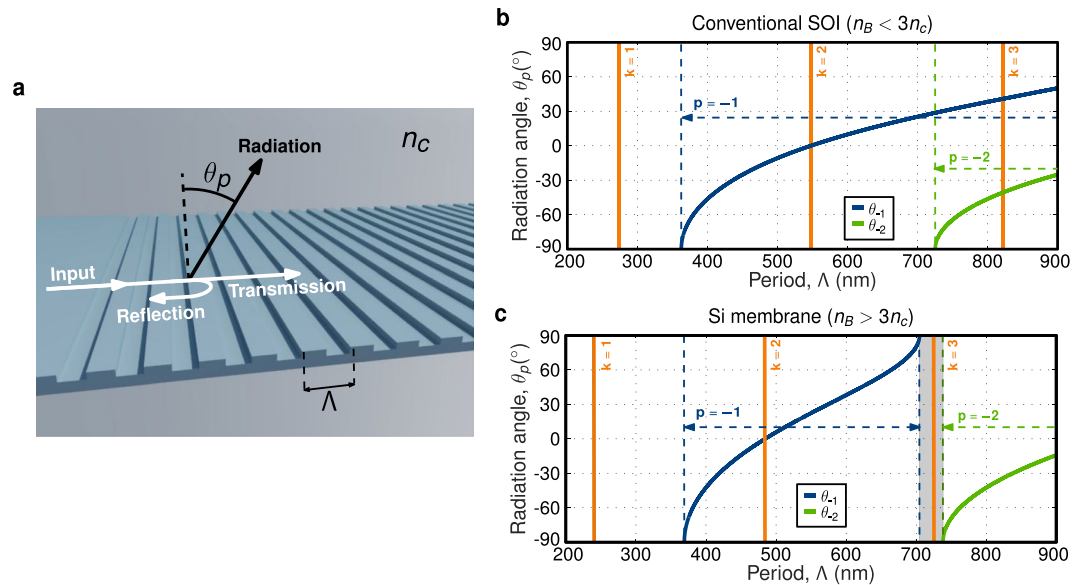 a
n_c
Radiation
θ_p
Input
Transmission
Reflection
Λ
b
Conventional SOI (n_B < 3n_c)
Radiation angle, θ_p(°)
90
60
30
0
-30
-60
-90
k = 1
k = 2
k = 3
p = −1
p = −2
θ_-1
θ_-2
200 300 400 500 600 700 800 900
Period, Λ (nm)
c
Si membrane (n_B > 3n_c)
Radiation angle, θ_p(°)
90
60
30
0
-30
-60
-90
k = 1
k = 2
k = 3
p = −1
p = −2
θ_-1
θ_-2
200 300 400 500 600 700 800 900
Period, Λ (nm)